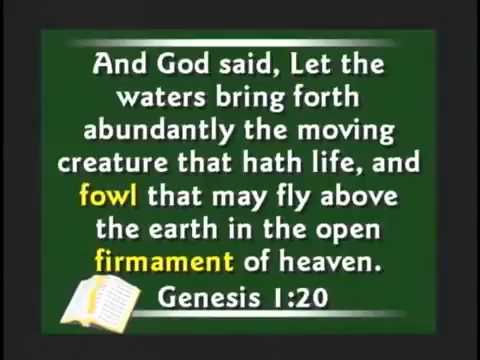 And God said, Let the
waters bring forth
abundantly the moving
creature that hath life, and
fowl that may fly above
the earth in the open
firmament of heaven.
Genesis 1:20